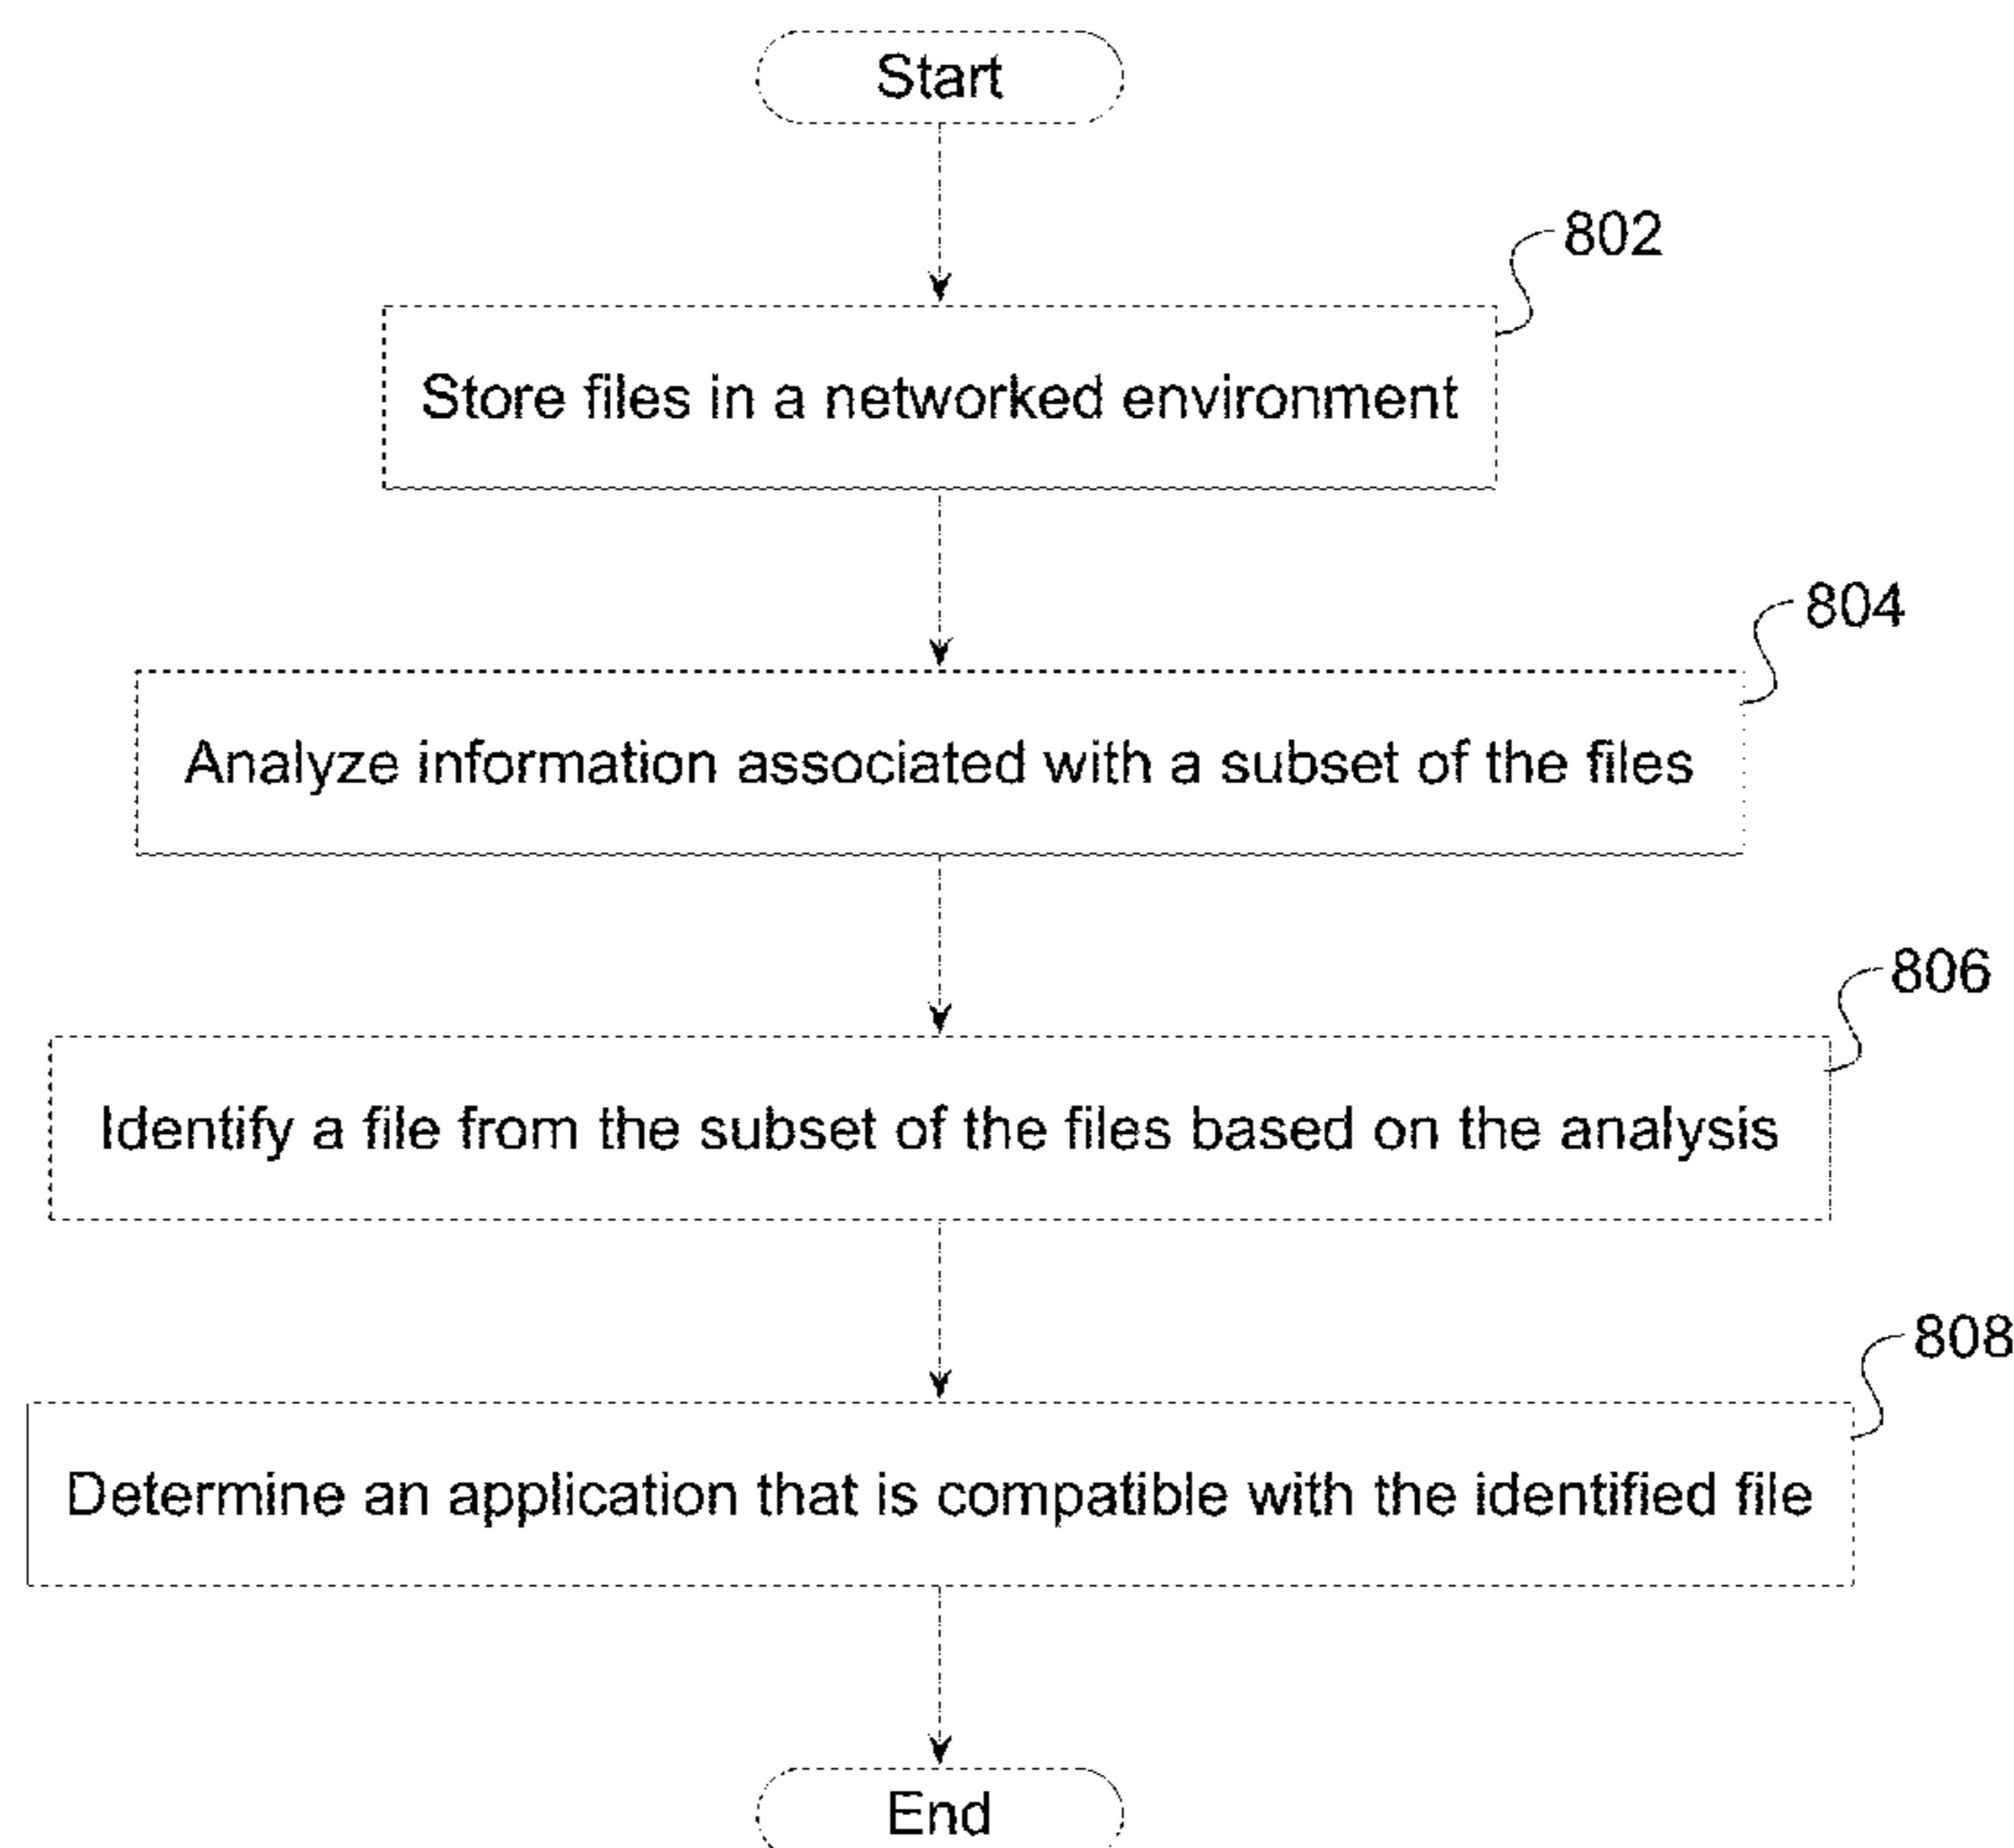 Start
802
Store files in a networked environment
804
Analyze information associated with a subset of the files
806
Identify a file from the subset of the files based on the analysis
808
Determine an application that is compatible with the identified file
End